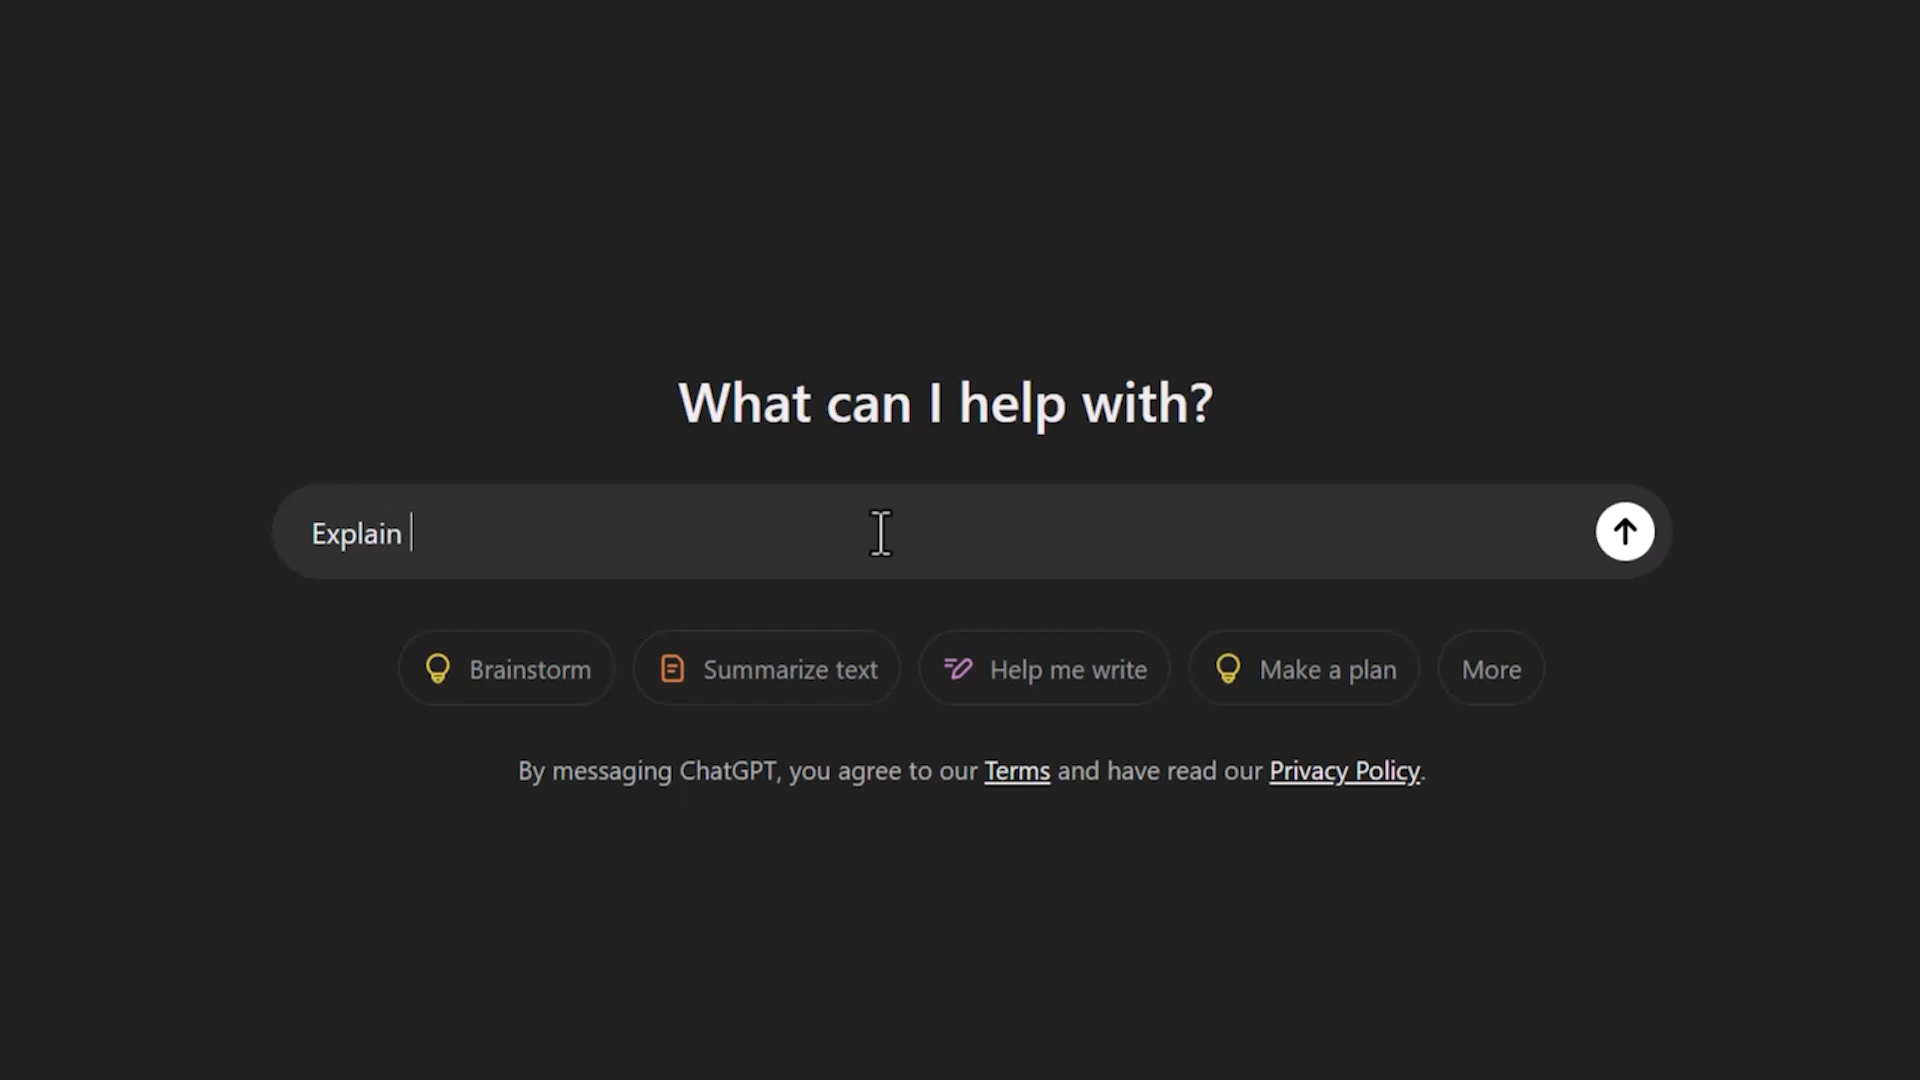 What can I help with?
Explain
Brainstorm
Summarize text
Help me write
Make a plan
More
By messaging ChatGPT, you agree to our Terms and have read our Privacy Policy.